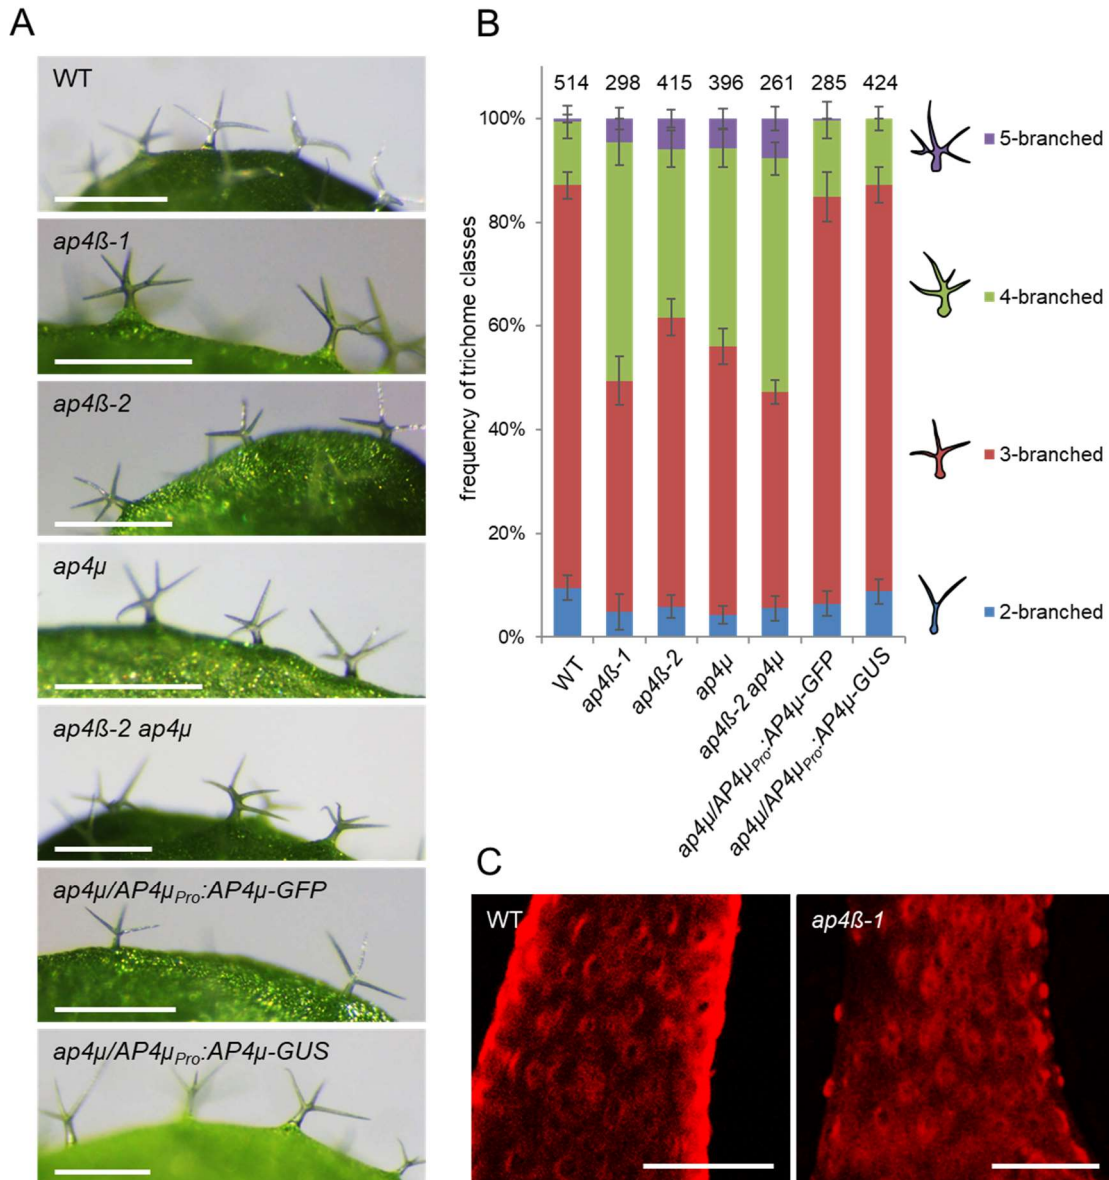 A
WT
ap4ß-1
ap4ß-2
ap4µ
ap4ß-2 ap4µ
ap4µ/AP4µPro:AP4µ-GFP
ap4µ/AP4µPro:AP4µ-GUS
B
514 298 415 396 261 285 424
100%
80%
60%
40%
20%
0%
frequency of trichome classes
WT
ap4ß-1
ap4ß-2
ap4µ
ap4ß-2 ap4µ
ap4µ/AP4µPro:AP4µ-GFP
ap4µ/AP4µPro:AP4µ-GUS
5-branched
4-branched
3-branched
2-branched
C
WT
ap4ß-1